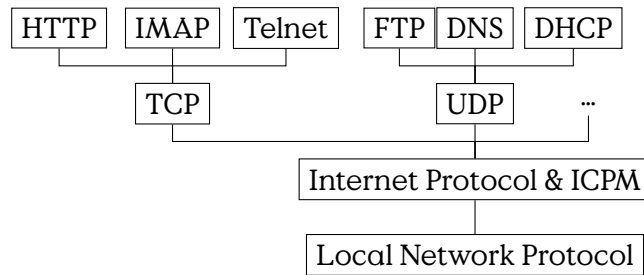 HTTP IMAP Telnet FTP DNS DHCP
TCP UDP ...
Internet Protocol & ICPM
Local Network Protocol